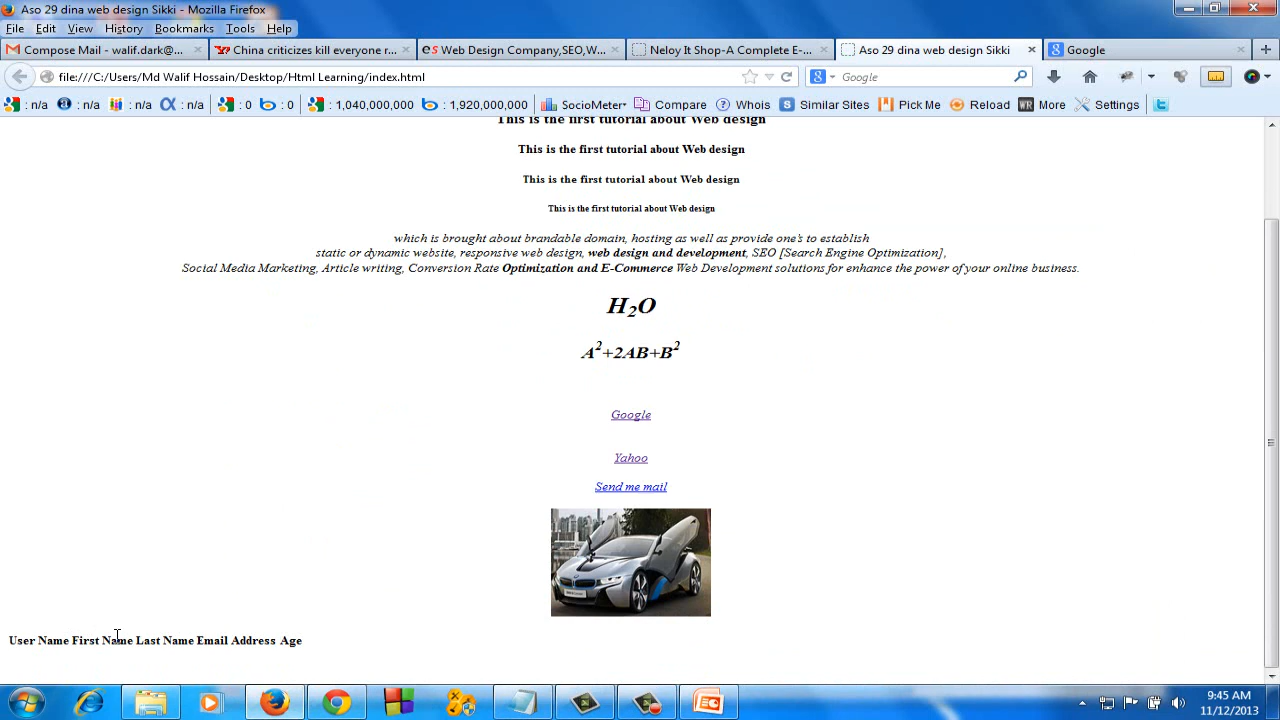 Aso 29 dina web design Sikki - Mozilla Firefox
File Edit View History Bookmarks Tools Help
Compose Mail - walif.dark@...
China criticizes kill everyone r...
Web Design Company,SEO,W...
Neloy It Shop-A Complete E-...
Aso 29 dina web design Sikki
Google
file:///C:/Users/Md Walif Hossain/Desktop/Html Learning/index.html
Google
: n/a : n/a : n/a : n/a : 0 : 0 : 1,040,000,000 : 1,920,000,000 SocioMeter Compare Whois Similar Sites Pick Me Reload More Settings
This is the first tutorial about Web design
This is the first tutorial about Web design
This is the first tutorial about Web design
This is the first tutorial about Web design
which is brought about brandable domain, hosting as well as provide one's to establish
static or dynamic website, responsive web design, web design and development, SEO [Search Engine Optimization],
Social Media Marketing, Article writing, Conversion Rate Optimization and E-Commerce Web Development solutions for enhance the power of your online business.
H₂O
A²+2AB+B²
Google
Yahoo
Send me mail
User Name First Name Last Name Email Address Age
9:45 AM
11/12/2013